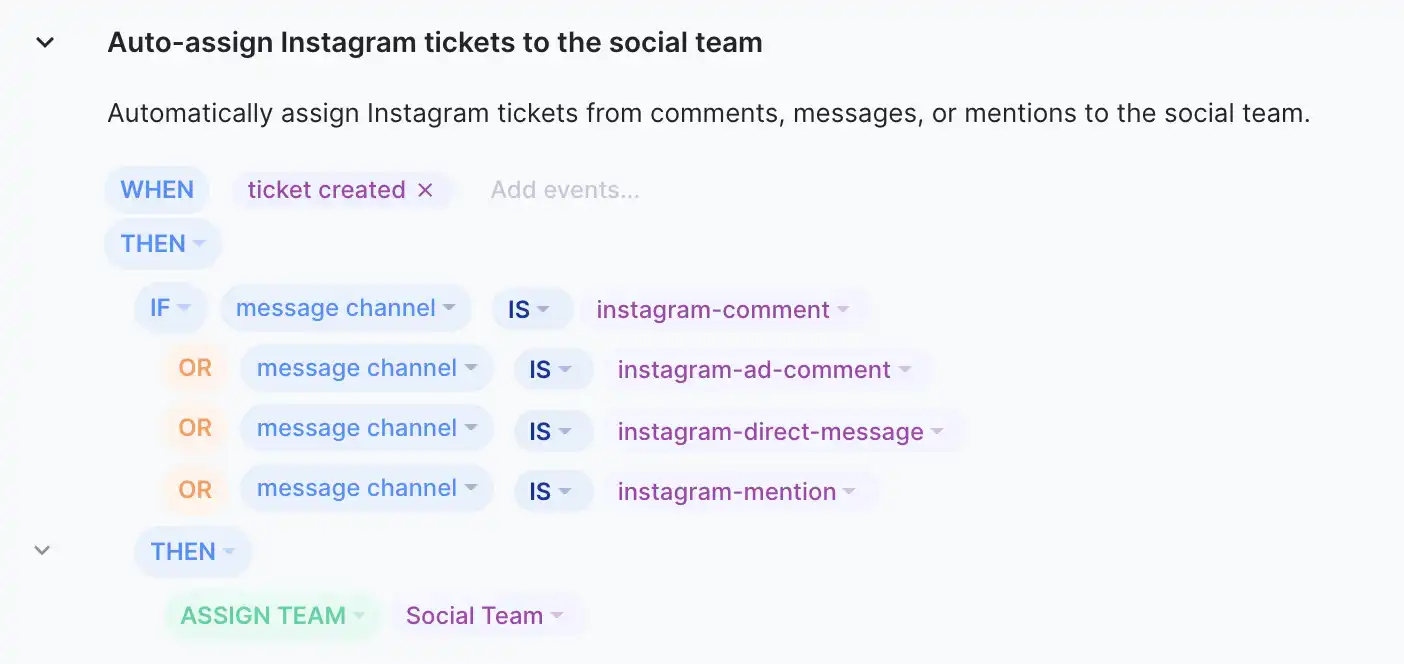 Auto-assign Instagram tickets to the social team
Automatically assign Instagram tickets from comments, messages, or mentions to the social team.
WHEN ticket created × Add events...
THEN
IF message channel IS instagram-comment
OR message channel IS instagram-ad-comment
OR message channel IS instagram-direct-message
OR message channel IS instagram-mention
THEN
ASSIGN TEAM Social Team